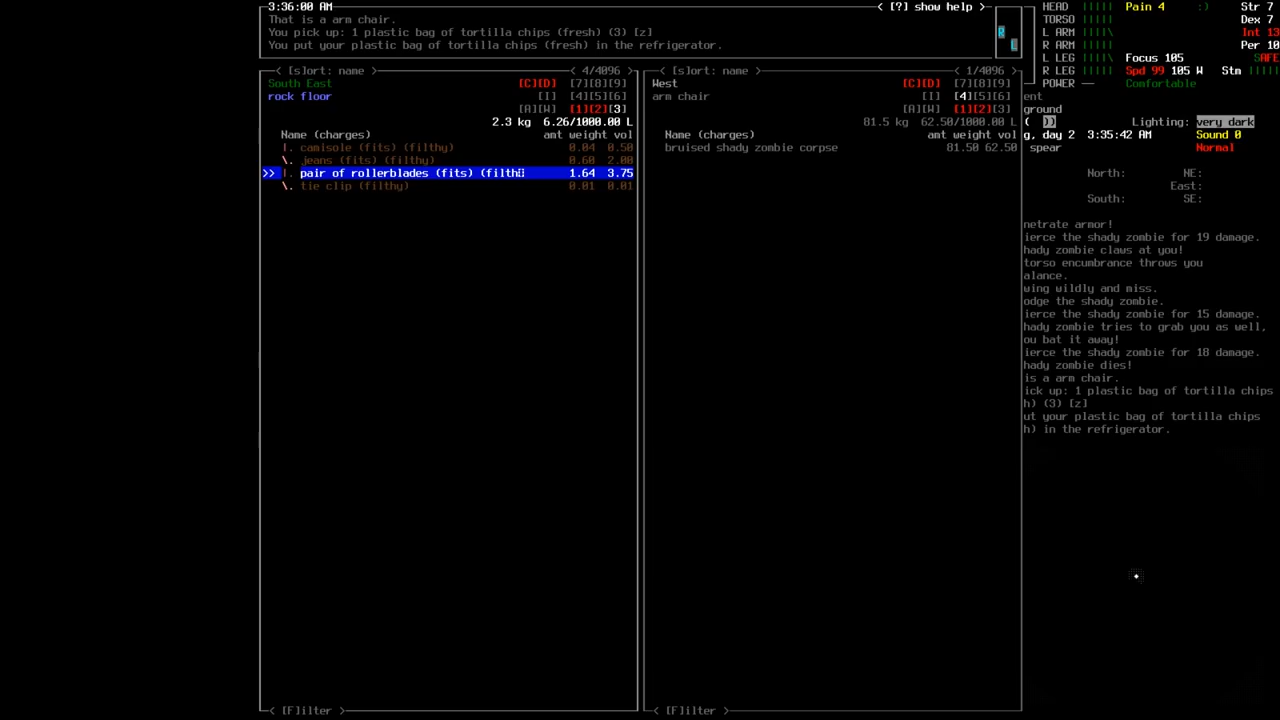 3:36:00 AM < [?] show help >
That is a arm chair.
You pick up: 1 plastic bag of tortilla chips (fresh) (3) [z]
You put your plastic bag of tortilla chips (fresh) in the refrigerator.
R
L
< [s]ort: name > < 4/4096 >
South East [C][D] [7][8][9]
rock floor [I] [4][5][6]
[A][W] [1][2][3]
2.3 kg 6.26/1000.00 L
Name (charges) amt weight vol
|. camisole (fits) (filthy) 0.04 0.50
\. jeans (fits) (filthy) 0.60 2.00
>> |. pair of rollerblades (fits) (filth 1.64 3.75
\. tie clip (filthy) 0.01 0.01
< [F]ilter >
< [s]ort: name > < 1/4096 >
West [C][D] [7][8][9]
arm chair [I] [4][5][6]
[A][W] [1][2][3]
81.5 kg 62.50/1000.00 L
Name (charges) amt weight vol
bruised shady zombie corpse 81.50 62.50
< [F]ilter >
HEAD ||||| Pain 4 :) Str 7
TORSO ||||| Dex 7
L ARM ||||\ Int 13
R ARM ||||| Per 10
L LEG ||||\ Focus 105 SAFE
R LEG ||||| Spd 99 105 W Stm |||||
POWER — Comfortable
ent
ground
( )) Lighting: very dark
g, day 2 3:35:42 AM Sound 0
spear Normal
North: NE:
East:
South: SE:
netrate armor!
ierce the shady zombie for 19 damage.
hady zombie claws at you!
torso encumbrance throws you
alance.
wing wildly and miss.
odge the shady zombie.
ierce the shady zombie for 15 damage.
hady zombie tries to grab you as well,
ou bat it away!
ierce the shady zombie for 18 damage.
hady zombie dies!
is a arm chair.
ick up: 1 plastic bag of tortilla chips
h) (3) [z]
ut your plastic bag of tortilla chips
h) in the refrigerator.